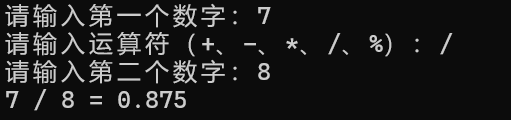 请输入第一个数字: 7
请输入运算符（+、-、*、/、%）: /
请输入第二个数字: 8
7 / 8 = 0.875